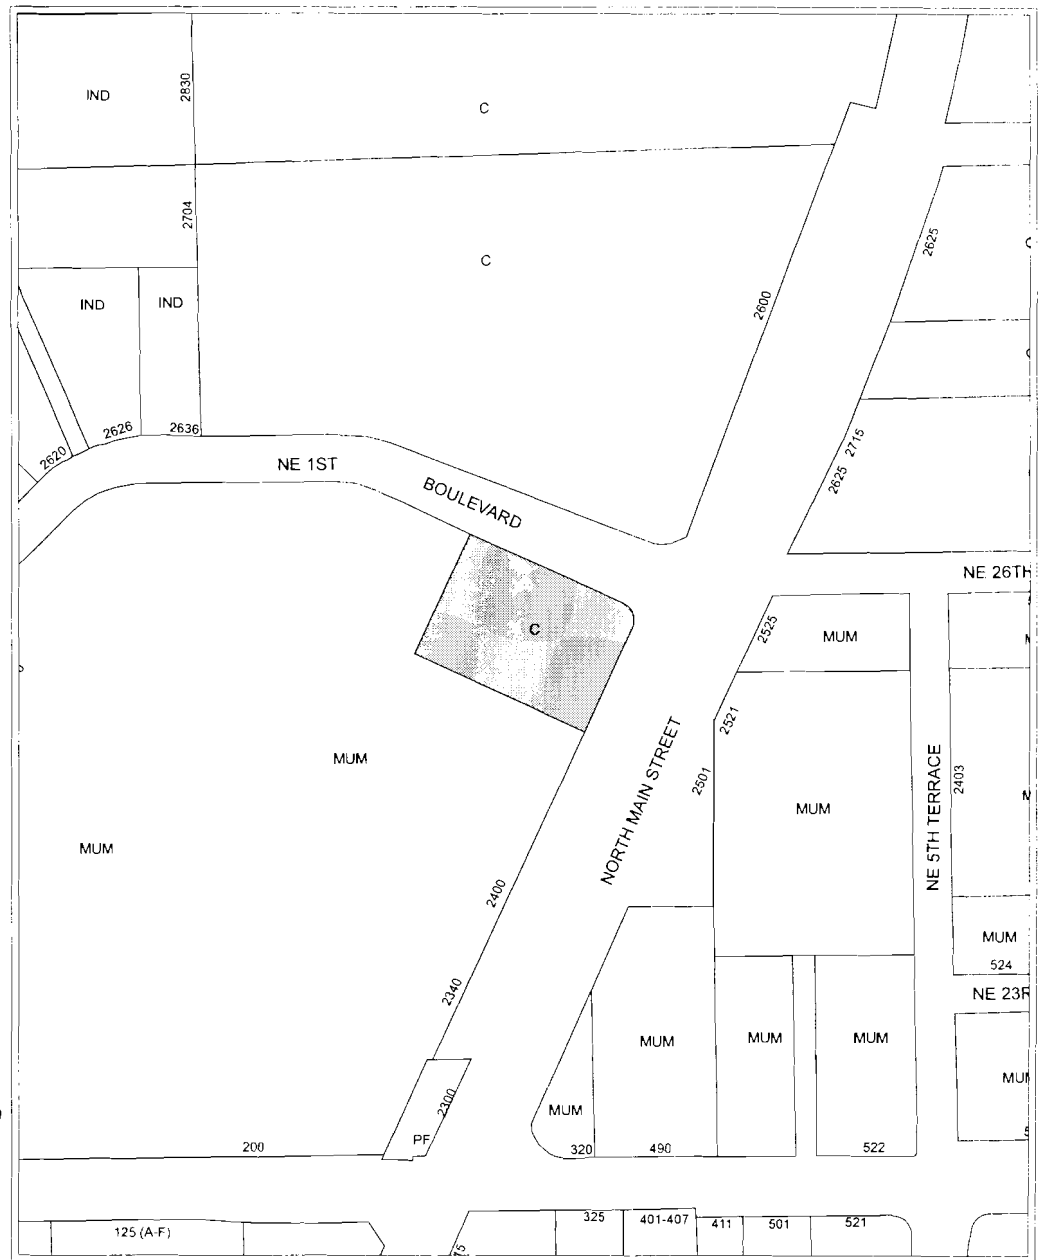 IND
2830
C
2704
C
2625
IND
IND
2600
2620
2626
2636
NE 1ST
BOULEVARD
2625
2715
NE 26TH
C
2525
MUM
2521
NORTH MAIN STREET
2501
MUM
MUM
NE 5TH TERRACE
2403
MUM
2400
MUM
524
NE 23R
2340
MUM
MUM
MUM
2300
MUM
PF
200
320
490
522
125 (A-F)
325
401-407
411
501
521
15